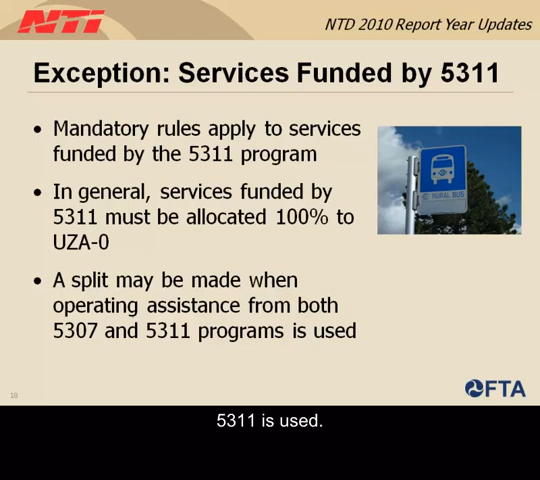 NTI
NTD 2010 Report Year Updates
Exception: Services Funded by 5311
• Mandatory rules apply to services
funded by the 5311 program
• In general, services funded by
5311 must be allocated 100% to
UZA-0
• A split may be made when
operating assistance from both
5307 and 5311 programs is used
RURAL BUS
18
FTA
5311 is used.